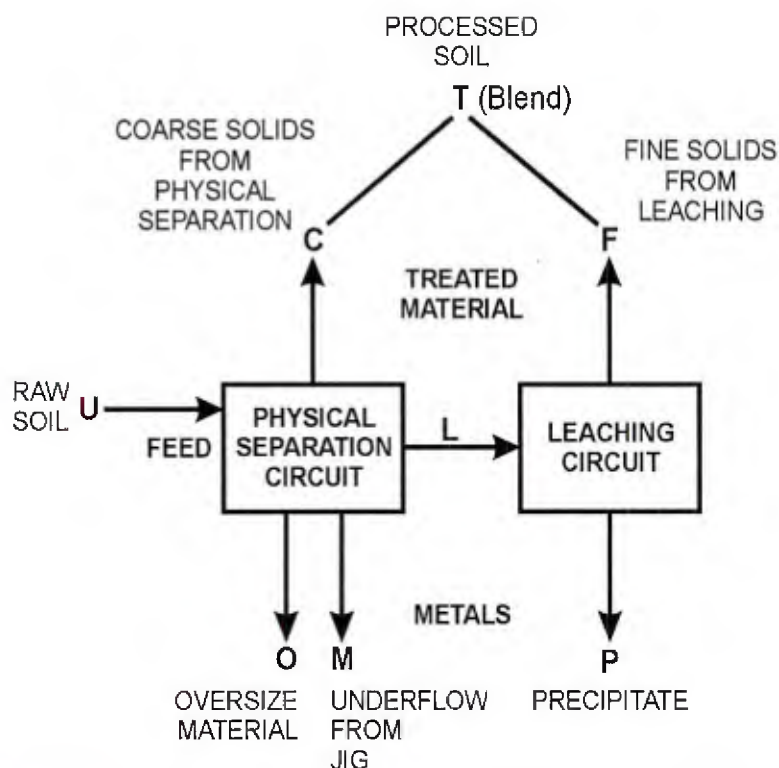 PROCESSED
SOIL
T (Blend)
COARSE SOLIDS
FROM
PHYSICAL
SEPARATION
C
FINE SOLIDS
FROM
LEACHING
F
TREATED
MATERIAL
RAW
SOIL U
FEED
PHYSICAL
SEPARATION
CIRCUIT
L
LEACHING
CIRCUIT
METALS
O
M
P
OVERSIZE
MATERIAL
UNDERFLOW
FROM
JIG
PRECIPITATE